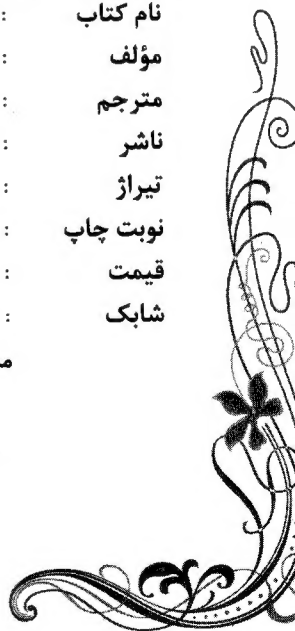 نام کتاب :
مؤلف :
مترجم :
ناشر :
تیراژ :
نوبت چاپ :
قیمت :
شابک :